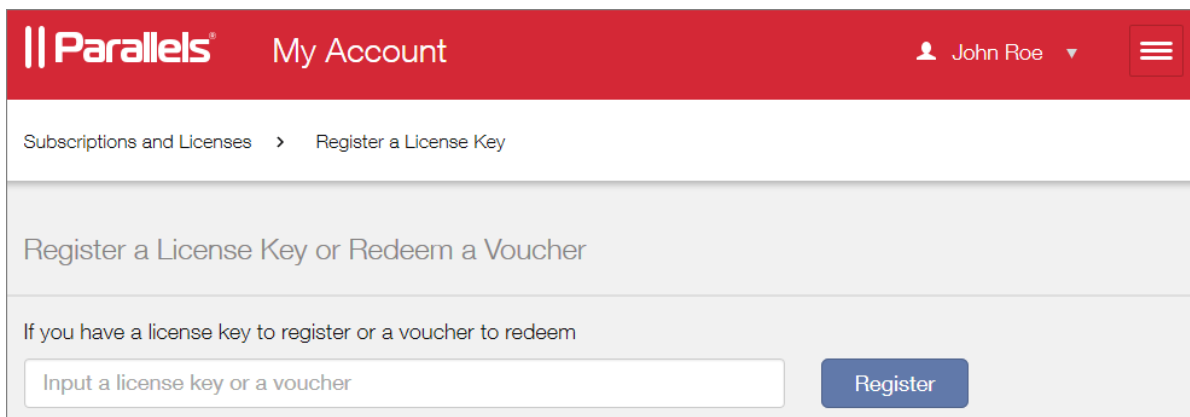 Parallels® My Account John Roe ▼
Subscriptions and Licenses > Register a License Key
Register a License Key or Redeem a Voucher
If you have a license key to register or a voucher to redeem
Input a license key or a voucher Register